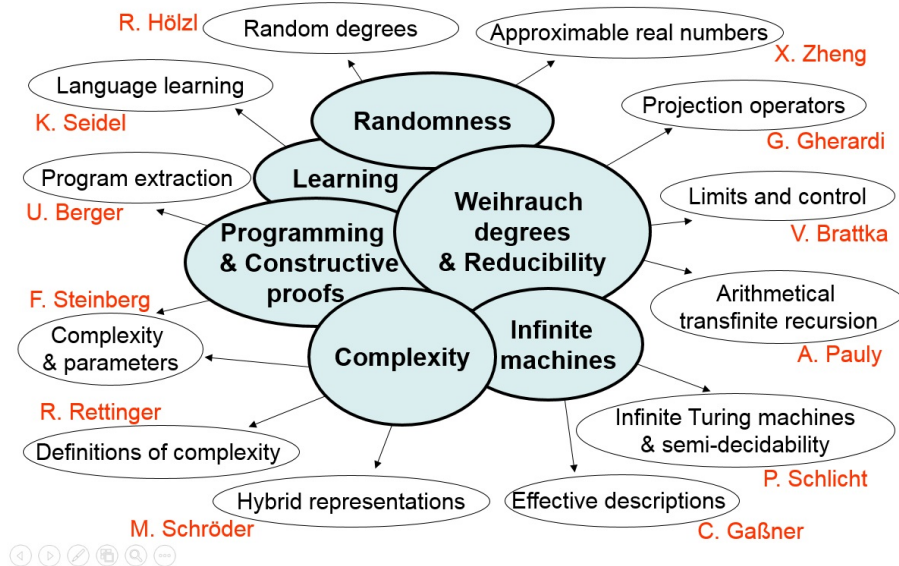 R. Hölzl
Random degrees
Approximable real numbers
X. Zheng
Language learning
K. Seidel
Randomness
Projection operators
G. Gherardi
Program extraction
U. Berger
Learning
Weihrauch
degrees
& Reducibility
Limits and control
V. Brattka
Programming
& Constructive
proofs
F. Steinberg
Complexity
& parameters
Arithmetical
transfinite recursion
A. Pauly
Complexity
Infinite
machines
R. Rettinger
Definitions of complexity
Infinite Turing machines
& semi-decidability
P. Schlicht
Hybrid representations
M. Schröder
Effective descriptions
C. Gaßner